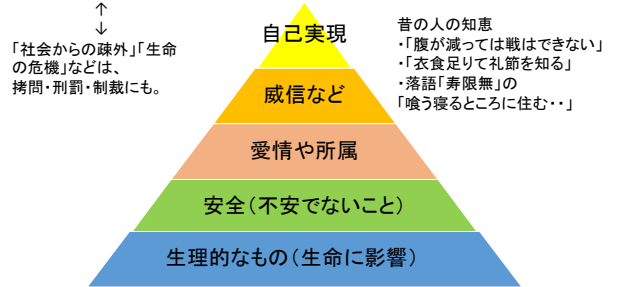 ↑
↓
「社会からの疎外」「生命
の危機」などは、
拷問・刑罰・制裁にも。
昔の人の知恵
・「腹が減っては戦はできない」
・「衣食足りて礼節を知る」
・落語「寿限無」の
「喰う寝るところに住む・・」
自己実現
威信など
愛情や所属
安全（不安でないこと）
生理的なもの（生命に影響）